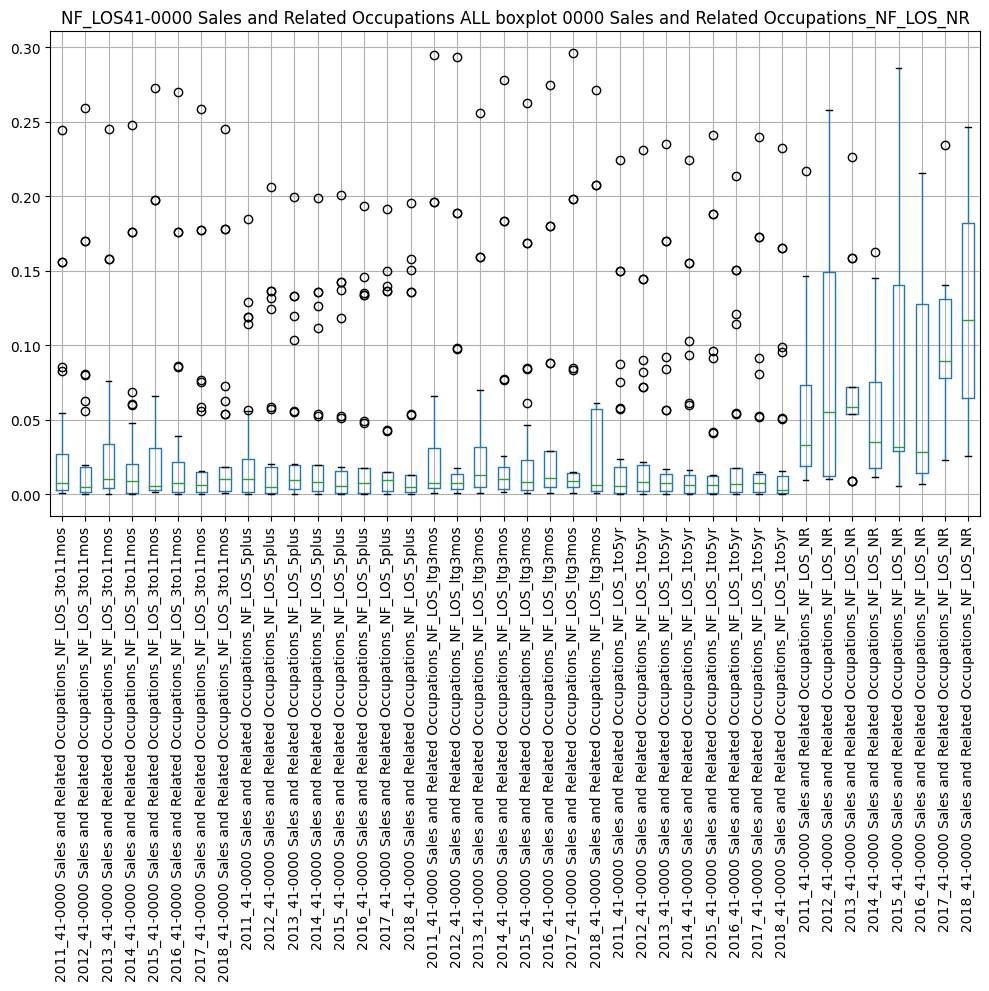 NF_LOS41-0000 Sales and Related Occupations ALL boxplot 0000 Sales and Related Occupations_NF_LOS_NR
0.30
0.25
0.20
0.15
0.10
0.05
0.00
2011_41-0000 Sales and Related Occupations_NF_LOS_3to11mos
2012_41-0000 Sales and Related Occupations_NF_LOS_3to11mos
2013_41-0000 Sales and Related Occupations_NF_LOS_3to11mos
2014_41-0000 Sales and Related Occupations_NF_LOS_3to11mos
2015_41-0000 Sales and Related Occupations_NF_LOS_3to11mos
2016_41-0000 Sales and Related Occupations_NF_LOS_3to11mos
2017_41-0000 Sales and Related Occupations_NF_LOS_3to11mos
2018_41-0000 Sales and Related Occupations_NF_LOS_3to11mos
2011_41-0000 Sales and Related Occupations_NF_LOS_5plus
2012_41-0000 Sales and Related Occupations_NF_LOS_5plus
2013_41-0000 Sales and Related Occupations_NF_LOS_5plus
2014_41-0000 Sales and Related Occupations_NF_LOS_5plus
2015_41-0000 Sales and Related Occupations_NF_LOS_5plus
2016_41-0000 Sales and Related Occupations_NF_LOS_5plus
2017_41-0000 Sales and Related Occupations_NF_LOS_5plus
2018_41-0000 Sales and Related Occupations_NF_LOS_5plus
2011_41-0000 Sales and Related Occupations_NF_LOS_ltg3mos
2012_41-0000 Sales and Related Occupations_NF_LOS_ltg3mos
2013_41-0000 Sales and Related Occupations_NF_LOS_ltg3mos
2014_41-0000 Sales and Related Occupations_NF_LOS_ltg3mos
2015_41-0000 Sales and Related Occupations_NF_LOS_ltg3mos
2016_41-0000 Sales and Related Occupations_NF_LOS_ltg3mos
2017_41-0000 Sales and Related Occupations_NF_LOS_ltg3mos
2018_41-0000 Sales and Related Occupations_NF_LOS_ltg3mos
2011_41-0000 Sales and Related Occupations_NF_LOS_1to5yr
2012_41-0000 Sales and Related Occupations_NF_LOS_1to5yr
2013_41-0000 Sales and Related Occupations_NF_LOS_1to5yr
2014_41-0000 Sales and Related Occupations_NF_LOS_1to5yr
2015_41-0000 Sales and Related Occupations_NF_LOS_1to5yr
2016_41-0000 Sales and Related Occupations_NF_LOS_1to5yr
2017_41-0000 Sales and Related Occupations_NF_LOS_1to5yr
2018_41-0000 Sales and Related Occupations_NF_LOS_1to5yr
2011_41-0000 Sales and Related Occupations_NF_LOS_NR
2012_41-0000 Sales and Related Occupations_NF_LOS_NR
2013_41-0000 Sales and Related Occupations_NF_LOS_NR
2014_41-0000 Sales and Related Occupations_NF_LOS_NR
2015_41-0000 Sales and Related Occupations_NF_LOS_NR
2016_41-0000 Sales and Related Occupations_NF_LOS_NR
2017_41-0000 Sales and Related Occupations_NF_LOS_NR
2018_41-0000 Sales and Related Occupations_NF_LOS_NR